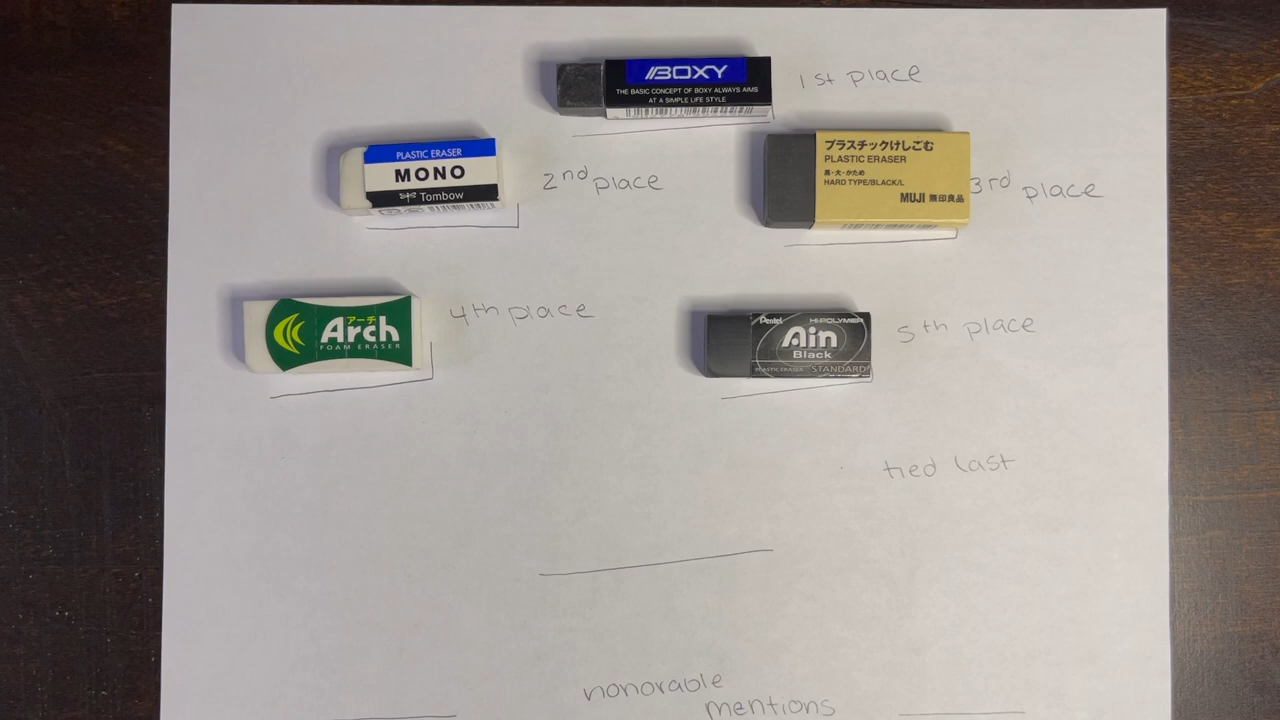 BOXY
THE BASIC CONCEPT OF BOXY ALWAYS AIMS
AT A SIMPLE LIFE STYLE
1st place
PLASTIC ERASER
MONO
Tombow
2nd place
プラスチックけしごむ
PLASTIC ERASER
黒・大・かため
HARD TYPE/BLACK/L
MUJI 無印良品
3rd place
アーチ
Arch
FOAM ERASER
4th place
Pentel HI-POLYMER
Ain
Black
PLASTIC ERASER STANDARD
5th place
tied last
honorable
mentions